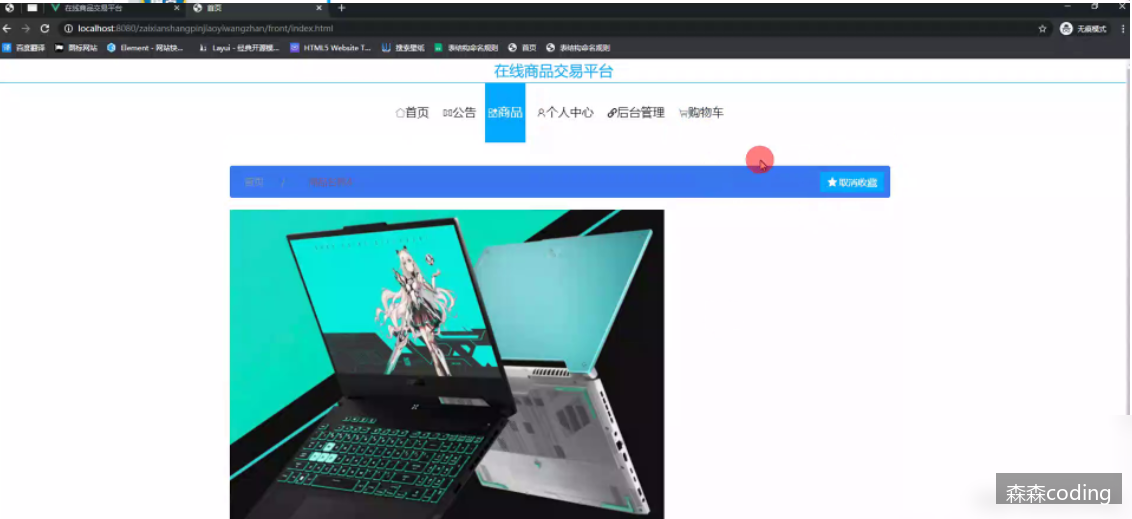 在线商品交易平台 首页
localhost:8080/zaixianshangpinjiaoyiwangzhan/front/index.html 无痕模式
百度翻译 图标网站 Element - 网站快... Layui - 经典开源模... HTML5 Website T... 搜索壁纸 表结构命名规则 首页 表结构命名规则
在线商品交易平台
首页 公告 商品 个人中心 后台管理 购物车
首页 / 取消收藏
森森coding